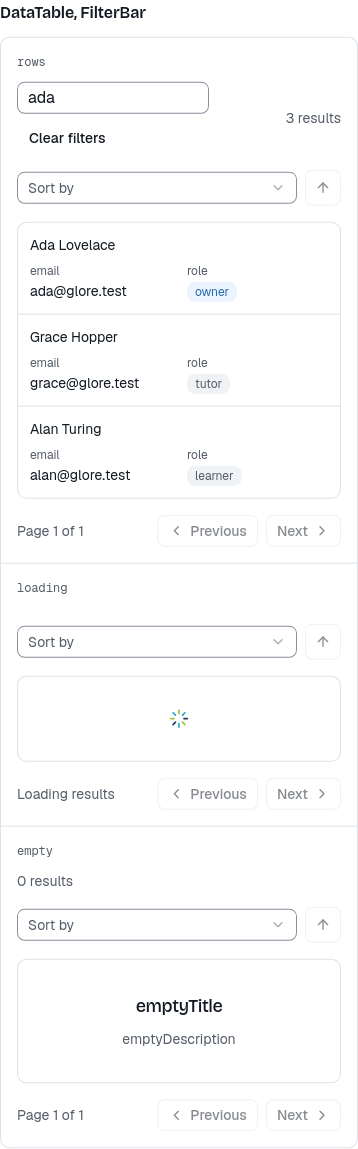 DataTable, FilterBar
rows
ada
3 results
Clear filters
Sort by
Ada Lovelace
email role
ada@glore.test owner
Grace Hopper
email role
grace@glore.test tutor
Alan Turing
email role
alan@glore.test learner
Page 1 of 1 Previous Next
loading
Sort by
Loading results Previous Next
empty
0 results
Sort by
emptyTitle
emptyDescription
Page 1 of 1 Previous Next